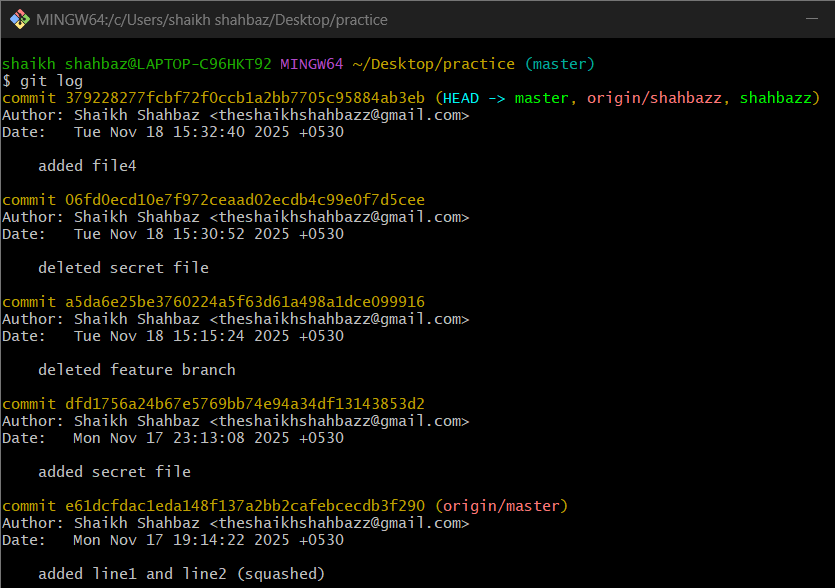 MINGW64:/c/Users/shaikh shahbaz/Desktop/practice
shaikh shahbaz@LAPTOP-C96HKT92 MINGW64 ~/Desktop/practice (master)
$ git log
commit 379228277fcbf72f0ccb1a2bb7705c95884ab3eb (HEAD -> master, origin/shahbazz, shahbazz)
Author: Shaikh Shahbaz <theshaikhshahbazz@gmail.com>
Date:   Tue Nov 18 15:32:40 2025 +0530
    added file4
commit 06fd0ecd10e7f972ceaad02ecdb4c99e0f7d5cee
Author: Shaikh Shahbaz <theshaikhshahbazz@gmail.com>
Date:   Tue Nov 18 15:30:52 2025 +0530
    deleted secret file
commit a5da6e25be3760224a5f63d61a498a1dce099916
Author: Shaikh Shahbaz <theshaikhshahbazz@gmail.com>
Date:   Tue Nov 18 15:15:24 2025 +0530
    deleted feature branch
commit dfd1756a24b67e5769bb74e94a34df13143853d2
Author: Shaikh Shahbaz <theshaikhshahbazz@gmail.com>
Date:   Mon Nov 17 23:13:08 2025 +0530
    added secret file
commit e61dcfdac1eda148f137a2bb2cafebcecdb3f290 (origin/master)
Author: Shaikh Shahbaz <theshaikhshahbazz@gmail.com>
Date:   Mon Nov 17 19:14:22 2025 +0530
    added line1 and line2 (squashed)